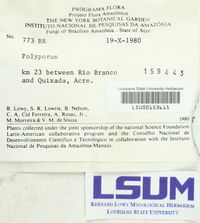 PROGRAMA FLORA
Projeto Flora Amazônica
THE NEW YORK BOTANICAL GARDEN
INSTITUTO NACIONAL DE PESQUISAS DA AMAZÔNIA
Fungi of Brazilian Amazônia - State of Acre
No. 773 BR 19-X-1980
Polyporus
km 23 between Rio Branco
and Quixada, Acre.
159443
Louisiana State University Herbarium
LSU00153615
B. Lowy, S. R. Lowrie, B. Nelson,
C. A. Cid Ferreira, A. Rosas, Jr.
M. Morreira & V. M. de Souza 1980
Plants collected under the joint sponsorship of the national Science Foundation
Latin-American collaborative program and the Conselho Nacional de
Desenvolvimento Científico e Tecnologico in collaboration with the Instituto
Nacional de Pesquisas da Amazônia-Manaus.
LSUM
BERNARD LOWY MYCOLOGICAL HERBARIUM
LOUISIANA STATE UNIVERSITY